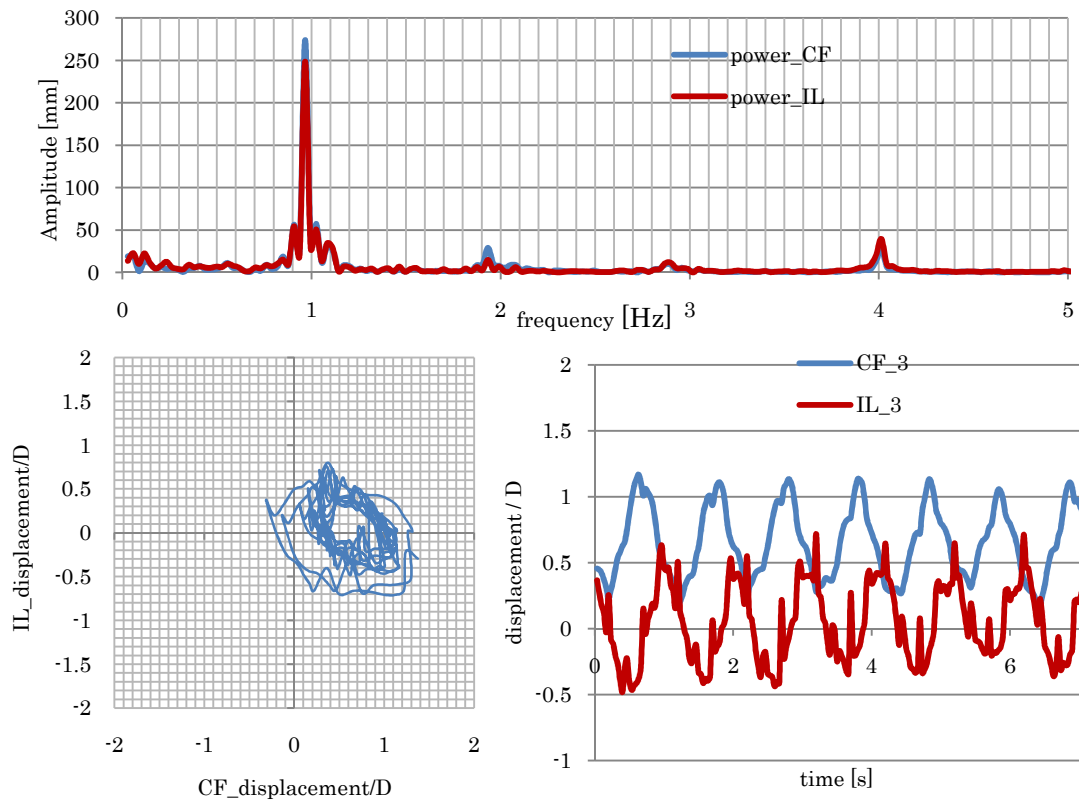 300
250
200
150
100
50
0
Amplitude [mm]
power_CF
power_IL
0 1 2 3 4 5
frequency [Hz]
2
1.5
1
0.5
0
-0.5
-1
-1.5
-2
IL_displacement/D
-2 -1 0 1 2
CF_displacement/D
CF_3
IL_3
2
1.5
1
0.5
0
-0.5
-1
displacement / D
0 2 4 6
time [s]